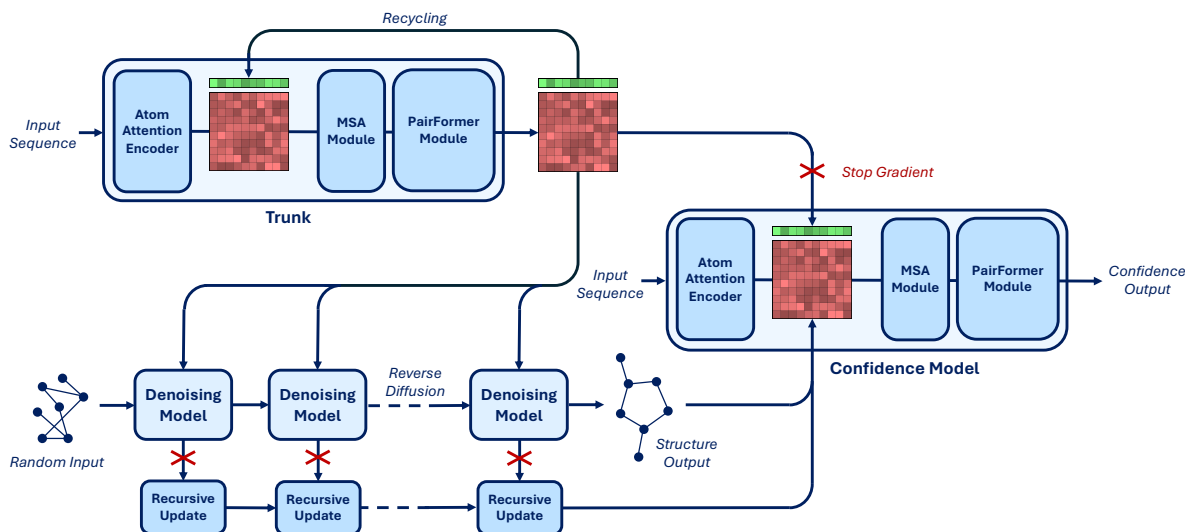 Recycling
Input
Sequence
Atom
Attention
Encoder
MSA
Module
PairFormer
Module
Trunk
Stop Gradient
Input
Sequence
Atom
Attention
Encoder
MSA
Module
PairFormer
Module
Confidence
Output
Confidence Model
Random Input
Denoising
Model
Denoising
Model
Reverse
Diffusion
Denoising
Model
Structure
Output
Recursive
Update
Recursive
Update
Recursive
Update